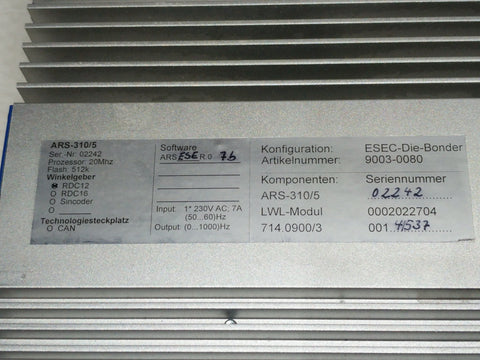 ARS-310/5
Ser.-Nr: 02242
Prozessor: 20Mhz
Flash: 512k
Winkelgeber
RDC12
RDC16
Sincoder
Technologiesteckplatz
CAN
Software
ARS ESE R:0 7b
Input: 1* 230V AC, 7A
(50...60)Hz
Output: (0...1000)Hz
Konfiguration: ESEC-Die-Bonder
Artikelnummer: 9003-0080
Komponenten: Seriennummer
ARS-310/5 02242
LWL-Modul 0002022704
714.0900/3 001 41537